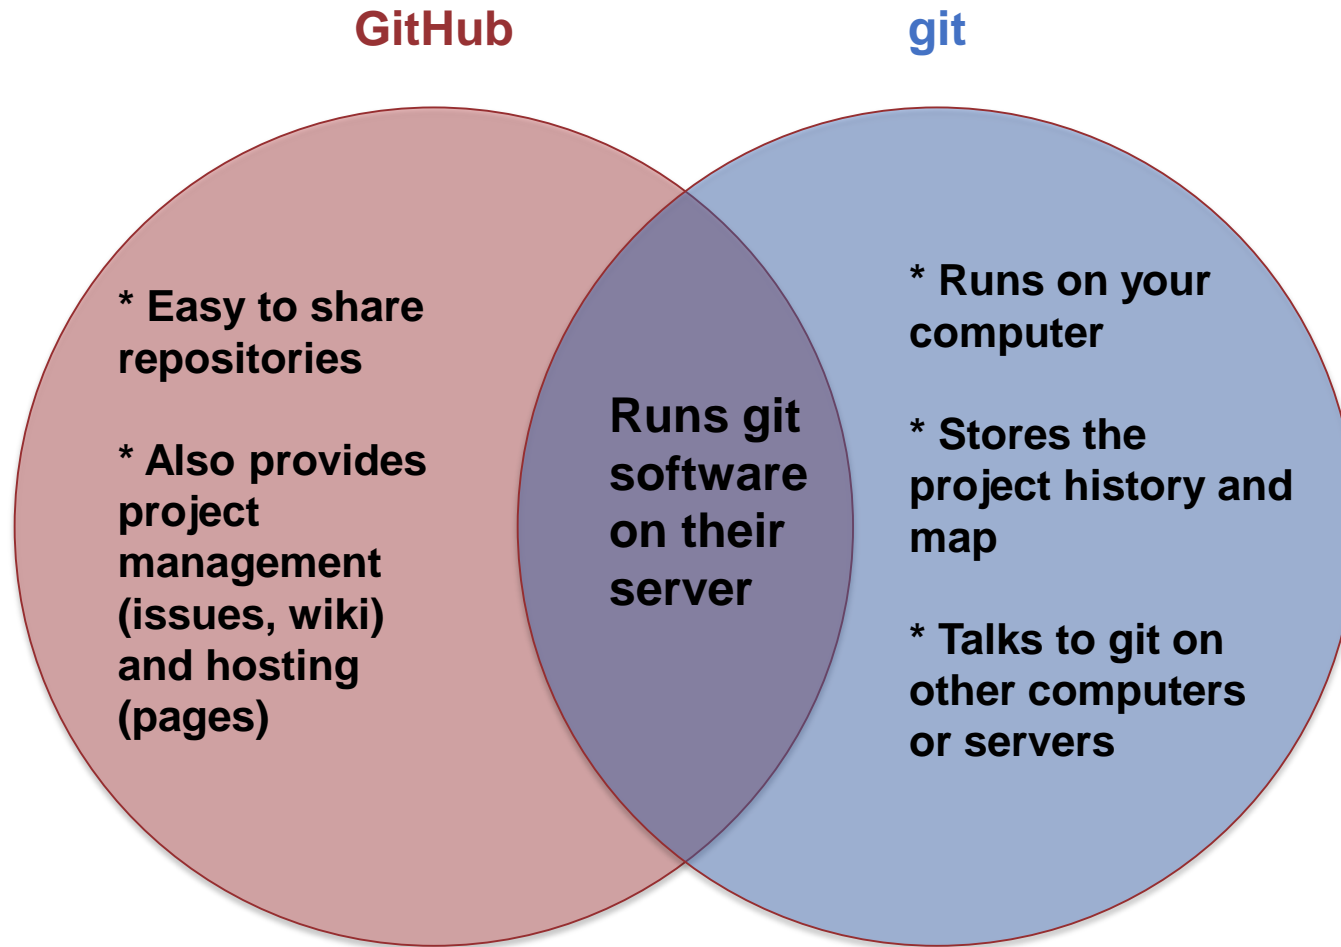 GitHub
git
* Easy to share
repositories
* Also provides
project
management
(issues, wiki)
and hosting
(pages)
Runs git
software
on their
server
* Runs on your
computer
* Stores the
project history and
map
* Talks to git on
other computers
or servers